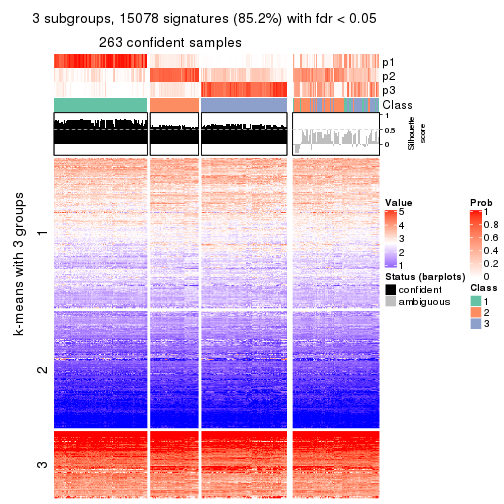 3 subgroups, 15078 signatures (85.2%) with fdr < 0.05
263 confident samples
p1
p2
p3
Class
1
0.5
0
Silhouette
score
k-means with 3 groups
1
2
3
Value
5
4
3
2
1
Status (barplots)
confident
ambiguous
Prob
1
0.8
0.6
0.4
0.2
0
Class
1
2
3